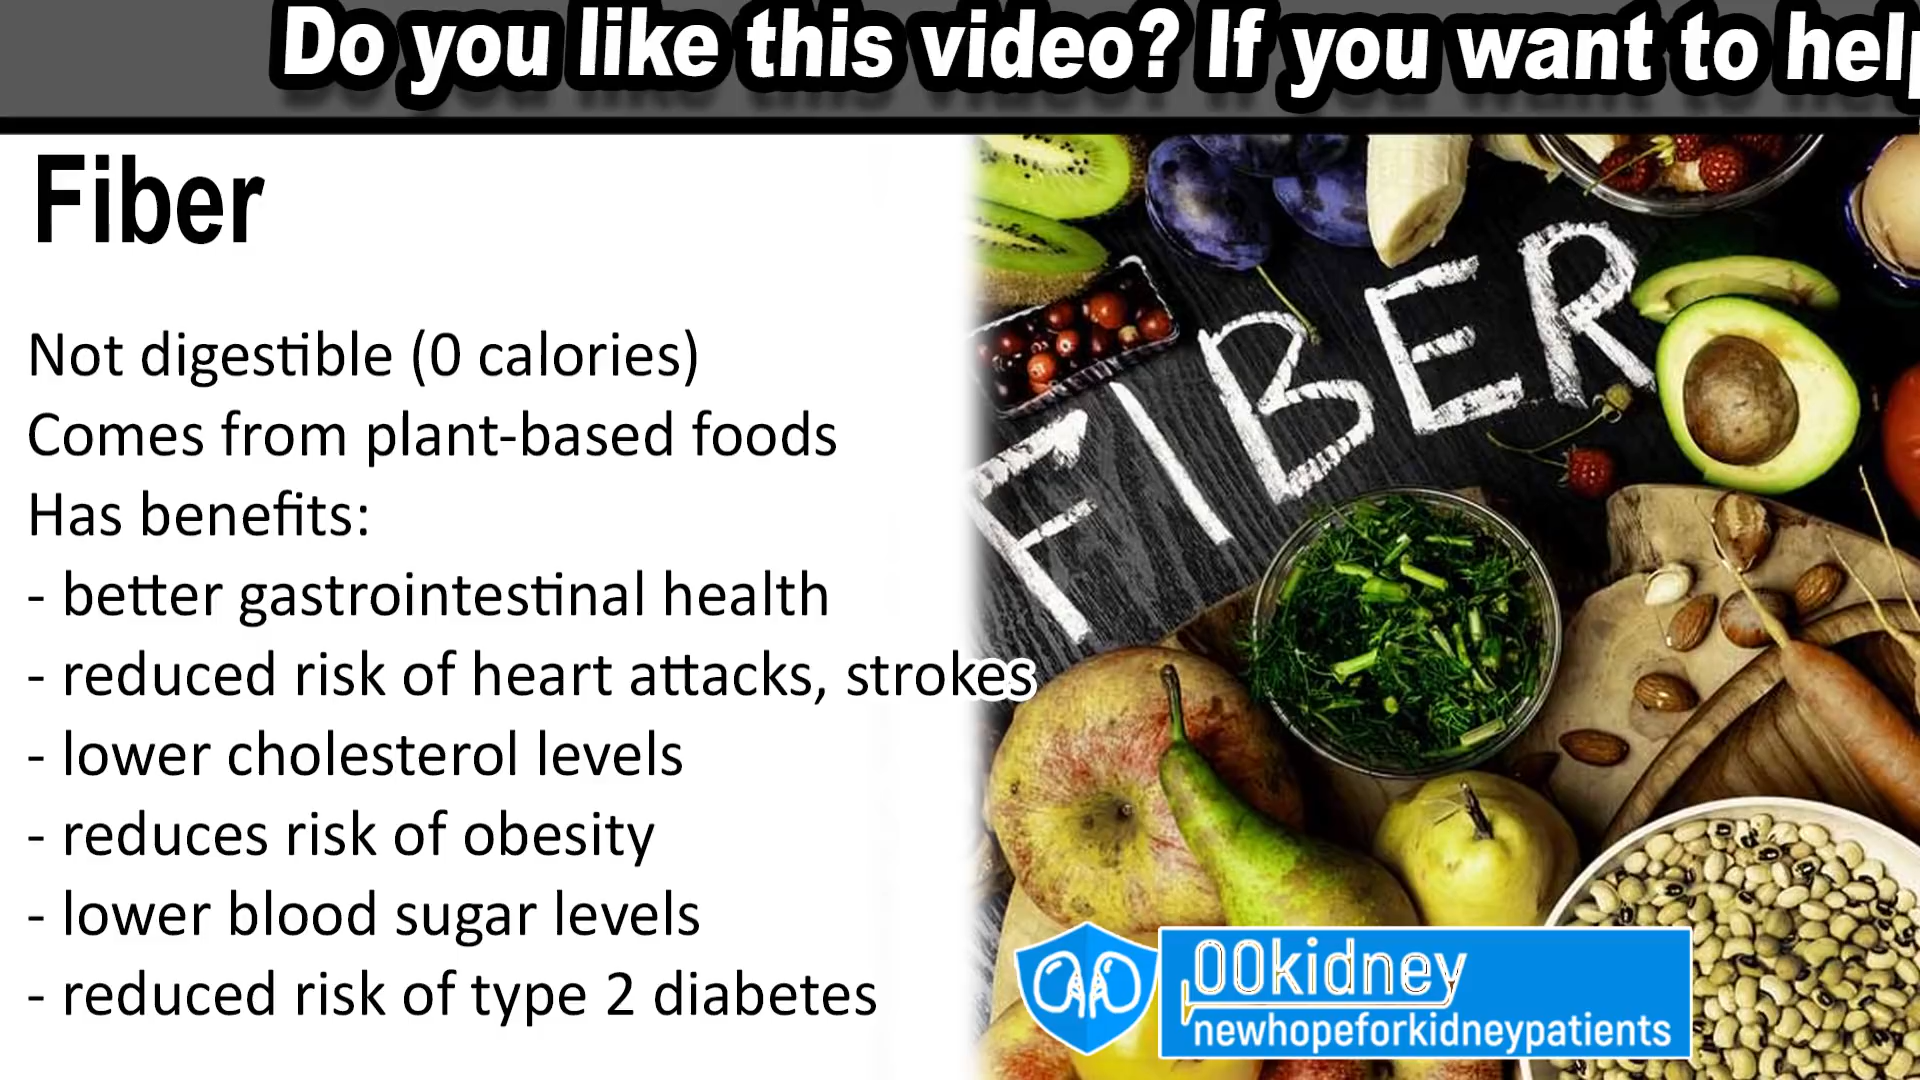 Do you like this video? If you want to help
Fiber
Not digestible (0 calories)
Comes from plant-based foods
Has benefits:
- better gastrointestinal health
- reduced risk of heart attacks, strokes
- lower cholesterol levels
- reduces risk of obesity
- lower blood sugar levels
- reduced risk of type 2 diabetes
FIBER
00kidney
newhopeforkidneypatients